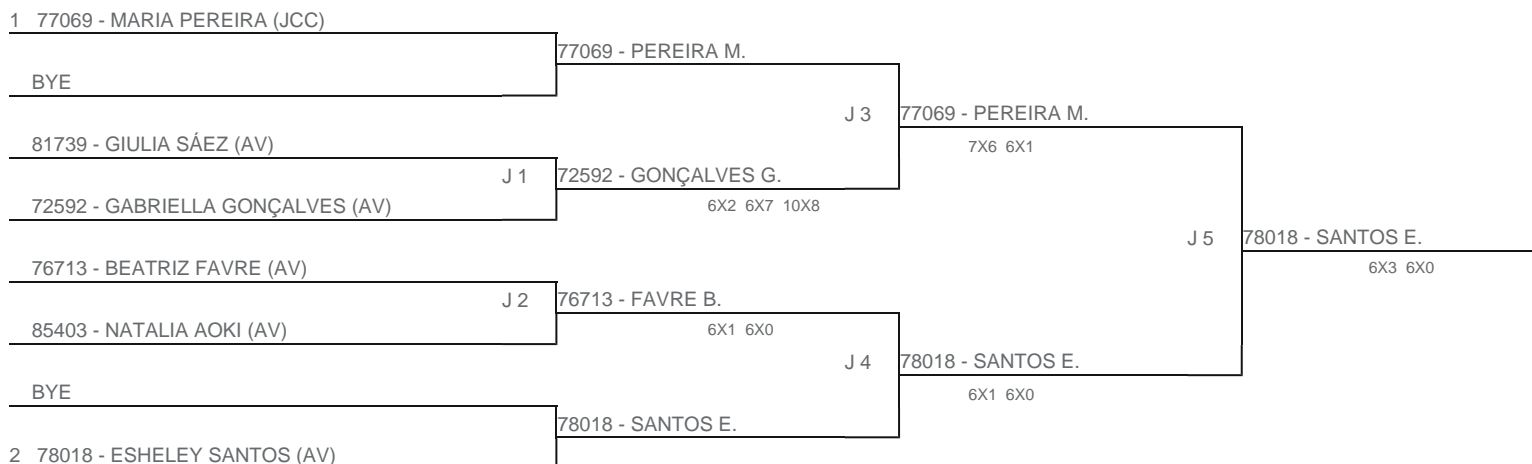 1 77069 - MARIA PEREIRA (JCC)
77069 - PEREIRA M.
BYE
J 3
77069 - PEREIRA M.
7X6 6X1
81739 - GIULIA SÁEZ (AV)
J 1
72592 - GONÇALVES G.
6X2 6X7 10X8
72592 - GABRIELLA GONÇALVES (AV)
J 5
78018 - SANTOS E.
6X3 6X0
76713 - BEATRIZ FAVRE (AV)
J 2
76713 - FAVRE B.
6X1 6X0
85403 - NATALIA AOKI (AV)
J 4
78018 - SANTOS E.
6X1 6X0
BYE
78018 - SANTOS E.
2 78018 - ESHELEY SANTOS (AV)